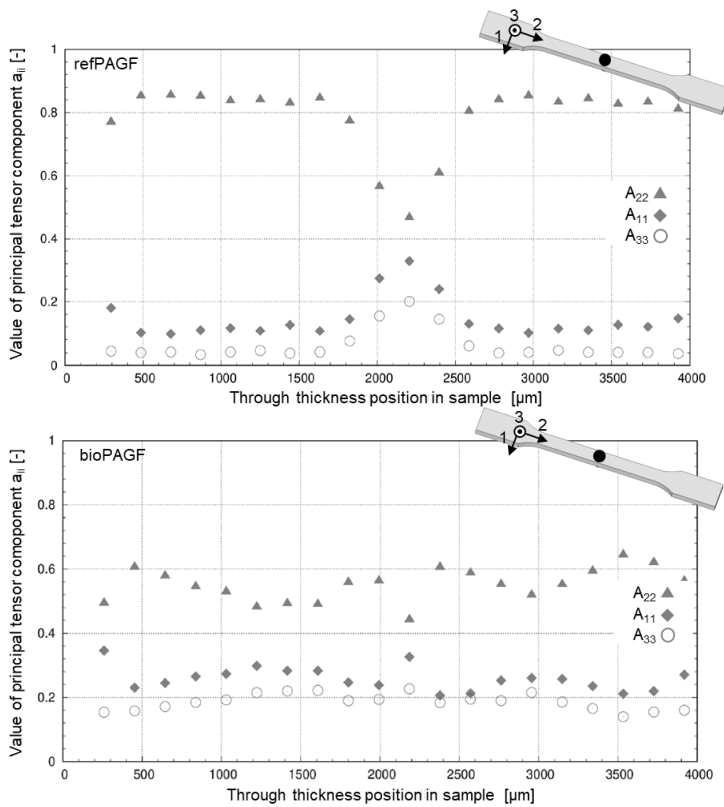 refPAGF
Value of principal tensor comoponent a_ii [-]
1
0.8
0.6
0.4
0.2
0
0 500 1000 1500 2000 2500 3000 3500 4000
Through thickness position in sample [µm]
3
1 2
A22
A11
A33
bioPAGF
Value of principal tensor comoponent a_ii [-]
1
0.8
0.6
0.4
0.2
0
0 500 1000 1500 2000 2500 3000 3500 4000
Through thickness position in sample [µm]
3
1 2
A22
A11
A33